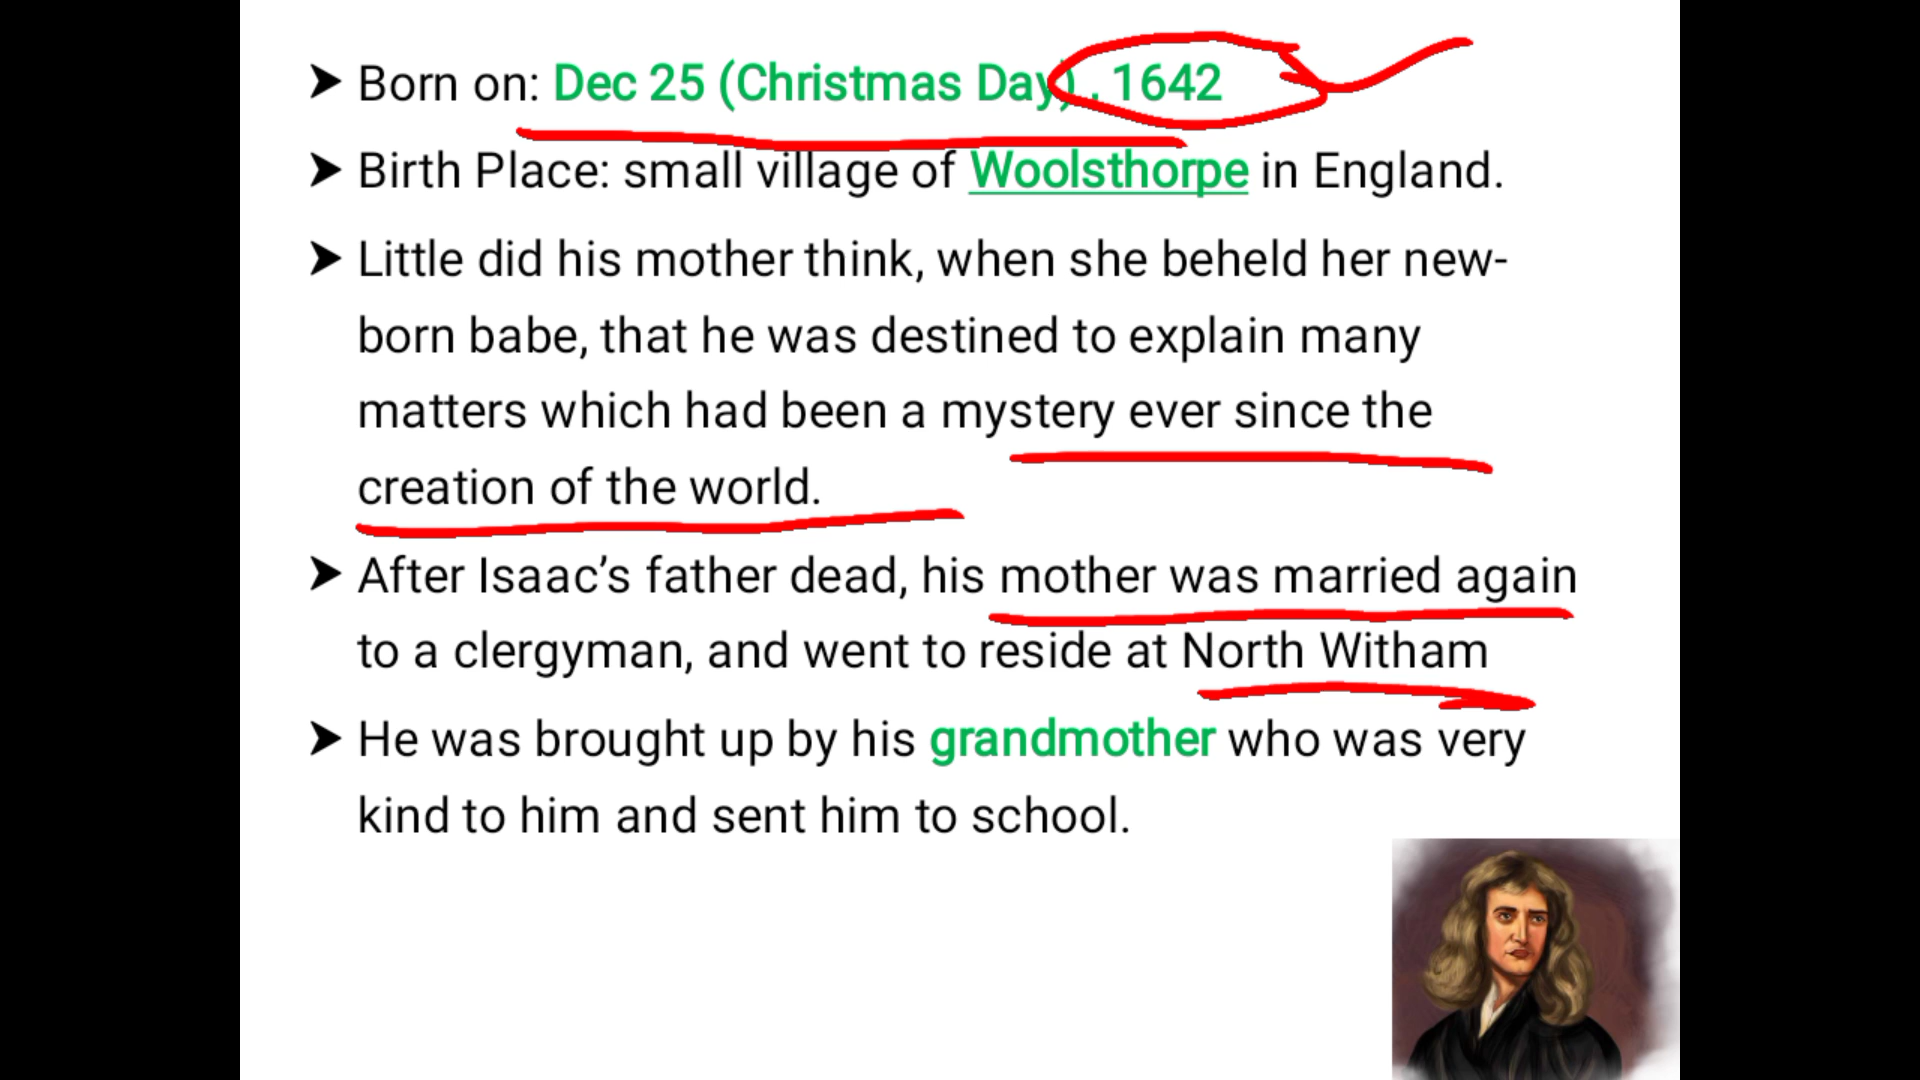 ➤ Born on: Dec 25 (Christmas Day) , 1642
➤ Birth Place: small village of Woolsthorpe in England.
➤ Little did his mother think, when she beheld her new-
born babe, that he was destined to explain many
matters which had been a mystery ever since the
creation of the world.
➤ After Isaac’s father dead, his mother was married again
to a clergyman, and went to reside at North Witham
➤ He was brought up by his grandmother who was very
kind to him and sent him to school.